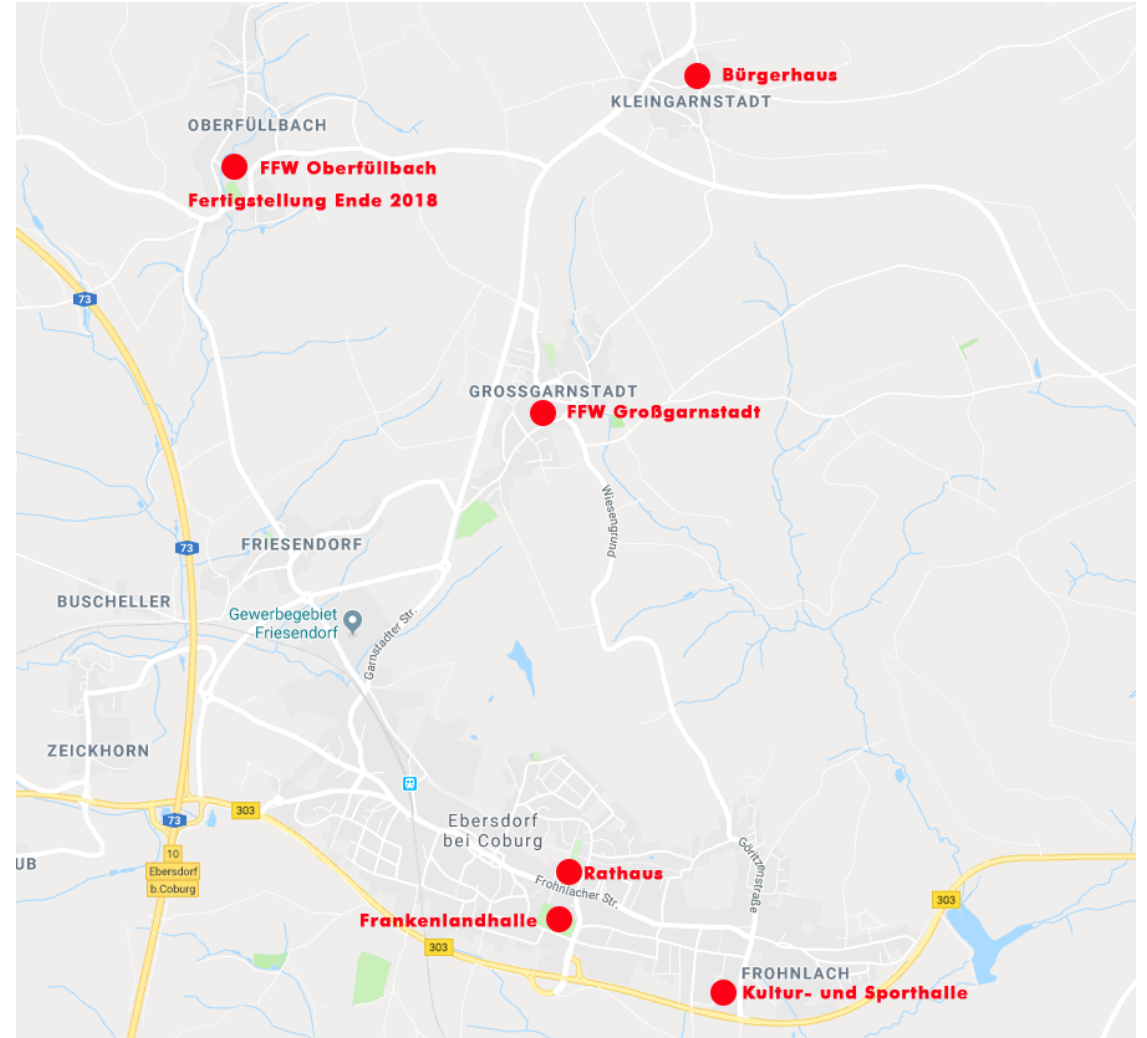 Bürgerhaus
KLEINGARNSTADT
OBERFÜLLBACH
FFW Oberfüllbach
Fertigstellung Ende 2018
73
GROSSGARNSTADT
FFW Großgarnstadt
Wiesengrund
73
FRIESENDORF
BUSCHELLER
Gewerbegebiet
Friesendorf
Garnstädter Str.
ZEICKHORN
303
73
Ebersdorf
bei Coburg
UB
10
Ebersdorf
b.Coburg
Göritzenstraße
Rathaus
Frohnlacher Str.
303
Frankenlandhalle
303
FROHNLACH
Kultur- und Sporthalle